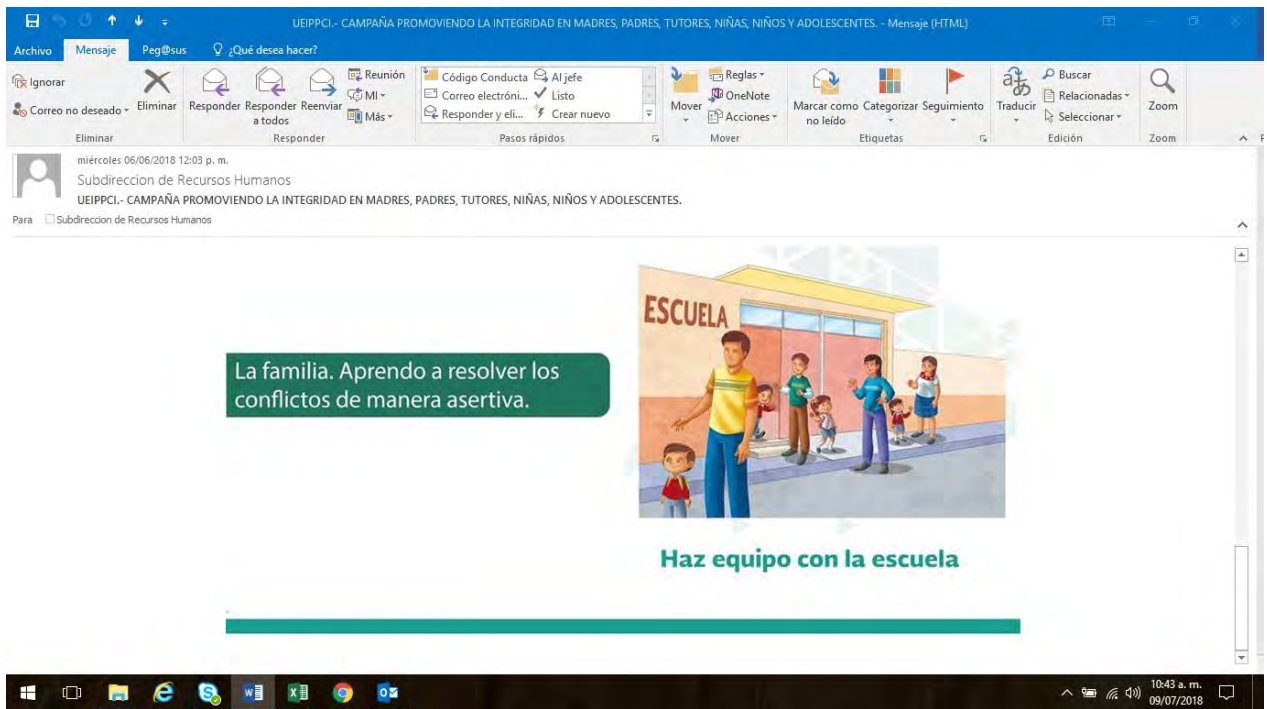 UEIPPCI.- CAMPAÑA PROMOVIENDO LA INTEGRIDAD EN MADRES, PADRES, TUTORES, NIÑAS, NIÑOS Y ADOLESCENTES. - Mensaje (HTML)
Archivo Mensaje Peg@sus ¿Qué desea hacer?
Ignorar
Correo no deseado
Eliminar
Responder
Responder a todos
Reenviar
Reunión
MI
Más
Código Conducta
Correo electróni...
Responder y eli...
Al jefe
Listo
Crear nuevo
Mover
Reglas
OneNote
Acciones
Marcar como no leído
Categorizar
Seguimiento
Traducir
Buscar
Relacionadas
Seleccionar
Zoom
Eliminar Responder Pasos rápidos Mover Etiquetas Edición Zoom
miércoles 06/06/2018 12:03 p. m.
Subdireccion de Recursos Humanos
UEIPPCI.- CAMPAÑA PROMOVIENDO LA INTEGRIDAD EN MADRES, PADRES, TUTORES, NIÑAS, NIÑOS Y ADOLESCENTES.
Para Subdireccion de Recursos Humanos
ESCUELA
La familia. Aprendo a resolver los
conflictos de manera asertiva.
Haz equipo con la escuela
10:43 a. m.
09/07/2018